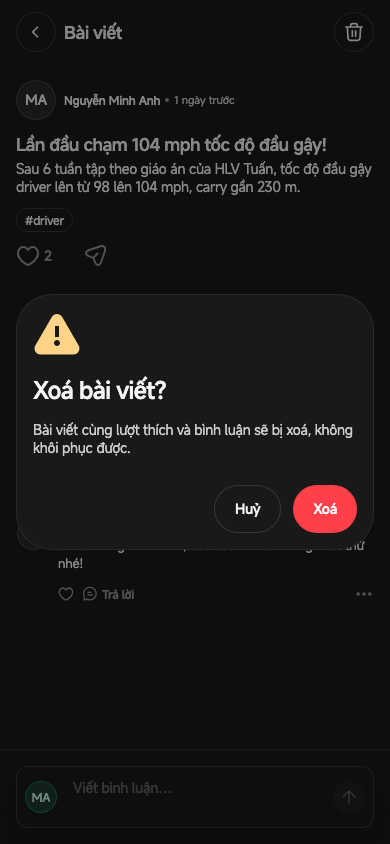 Bài viết
MA Nguyễn Minh Anh • 1 ngày trước
Lần đầu chạm 104 mph tốc độ đầu gậy!
Sau 6 tuần tập theo giáo án của HLV Tuấn, tốc độ đầu gậy
driver lên từ 98 lên 104 mph, carry gần 230 m.
#driver
2
Xoá bài viết?
Bài viết cùng lượt thích và bình luận sẽ bị xoá, không
khôi phục được.
Huỷ Xoá
nhé!
Trả lời
MA Viết bình luận...